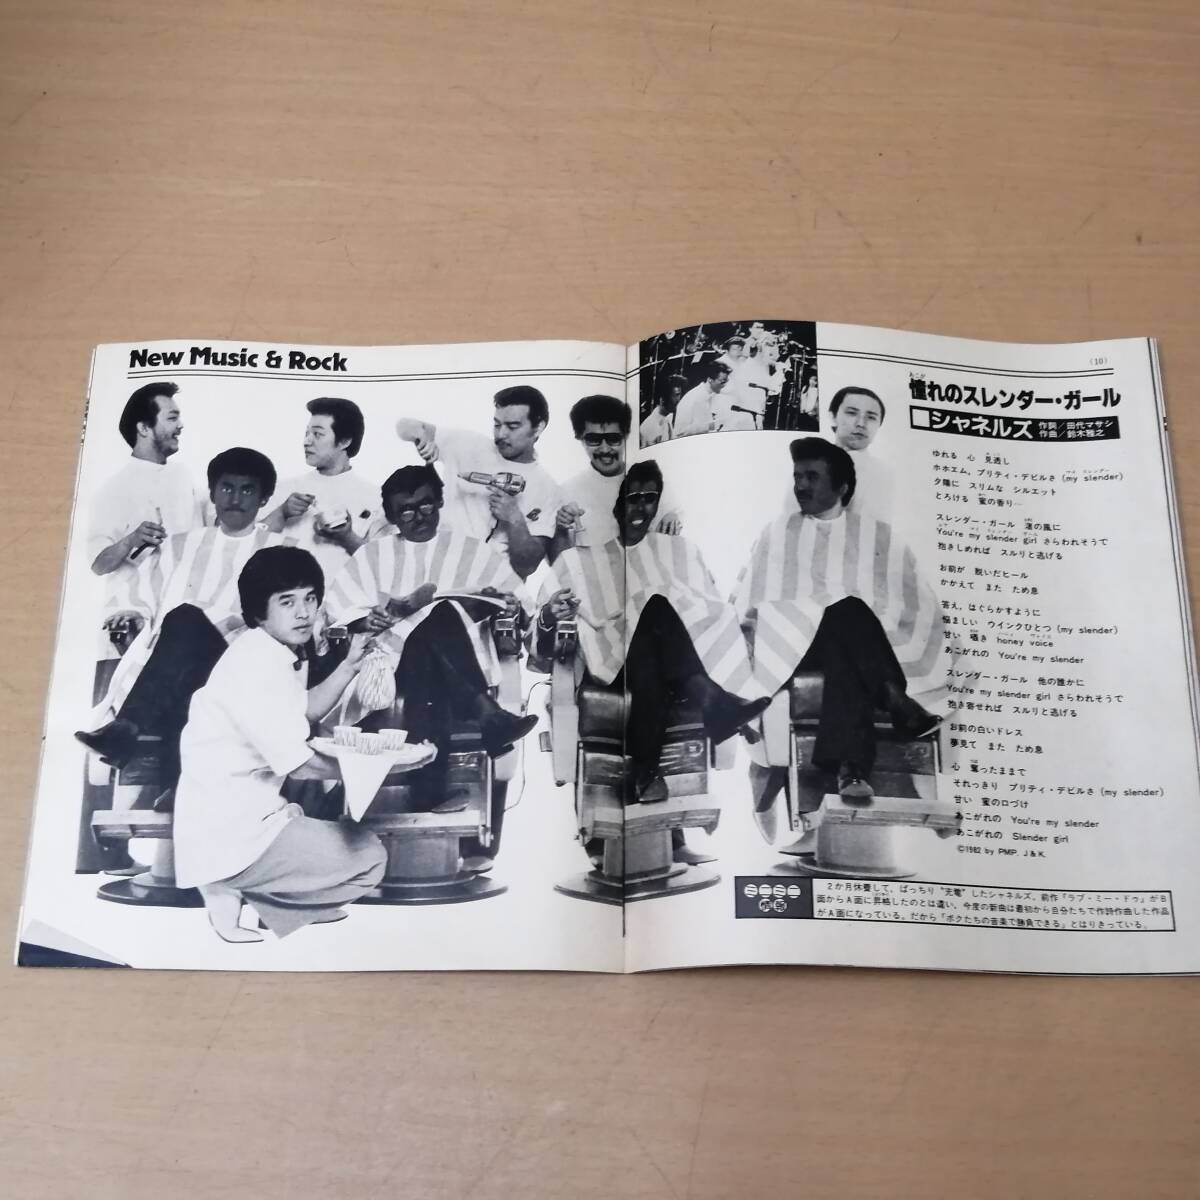 New Music & Rock
(10)
あこが
憧れのスレンダー・ガール
■シャネルズ 作詞/田代マサシ
作曲/鈴木雅之
ゆれる 心 見透し
ホホエム,プリティ・デビルさ (my slender)
夕陽に スリムな シルエット
とろける 蜜の香り…
スレンダー・ガール 渚の風に
You're my slender girl さらわれそうで
抱きしめれば スルリと逃げる
お前が 脱いだヒール
かかえて また ため息
答え,はぐらかすように
悩ましい ウインクひとつ (my slender)
甘い 囁き honey voice
あこがれの You're my slender
スレンダー・ガール 他の誰かに
You're my slender girl さらわれそうで
抱き寄せれば スルリと逃げる
お前の白いドレス
夢見て また ため息
心 奪ったままで
それっきり プリティ・デビルさ (my slender)
甘い 蜜の口づけ
あこがれの You're my slender
あこがれの Slender girl
©1982 by PMP. J&K.
ミニミニ
情報
2か月休養して,ばっちり“充電”したシャネルズ。前作『ラブ・ミー・ドゥ』がB
面からA面に昇格したのとは違い,今度の新曲は最初から自分たちで作詩作曲した作品
がA面になっている。だから「ボクたちの音楽で勝負できる」とはりきっている。